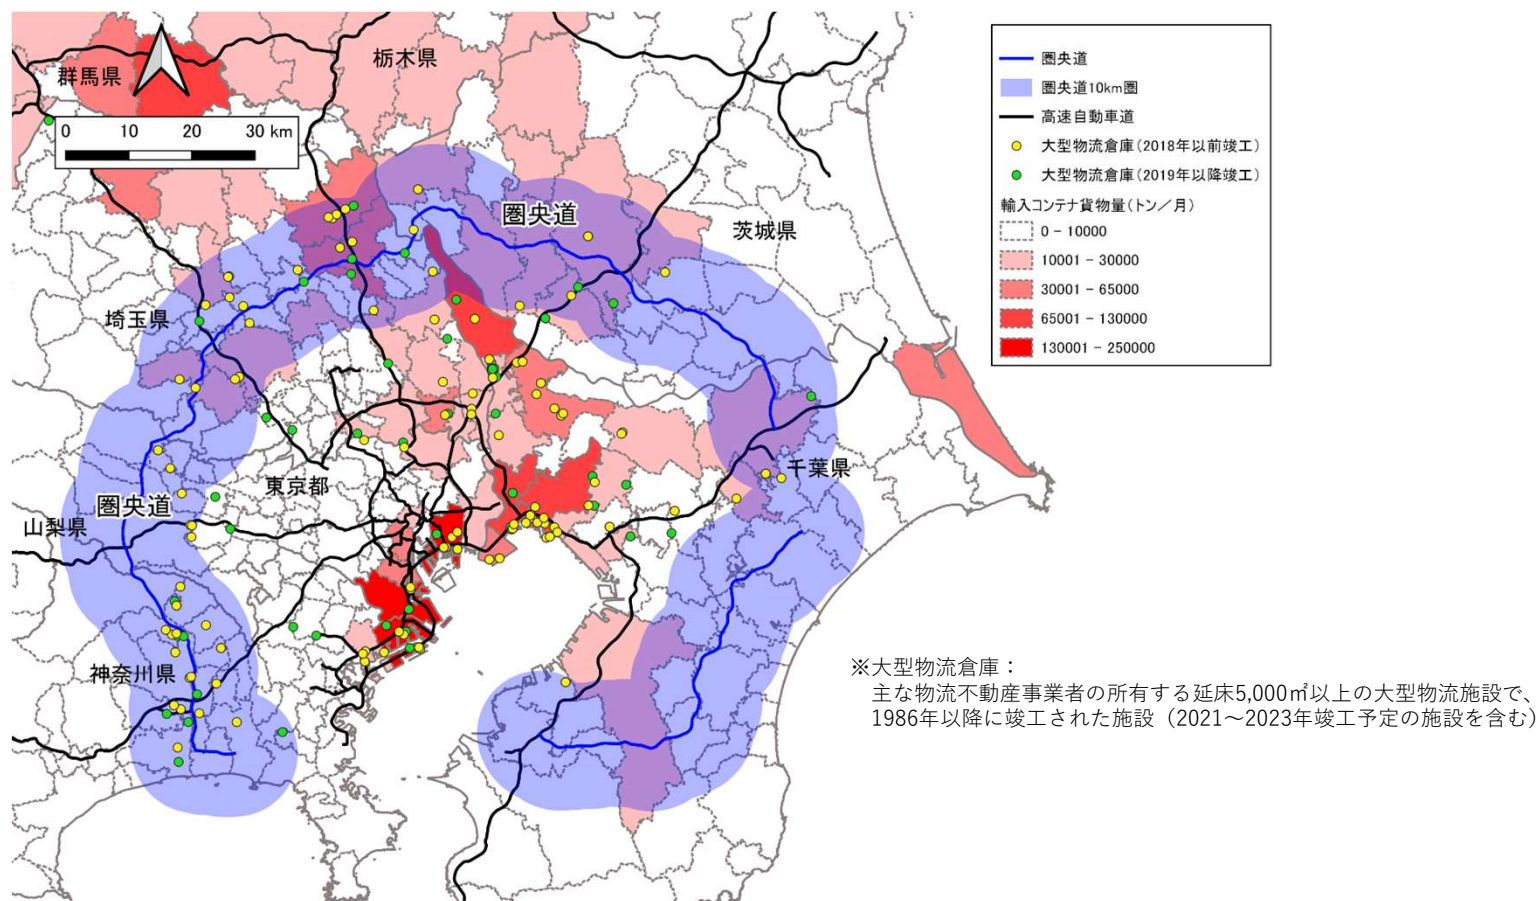 群馬県
栃木県
0 10 20 30 km
圏央道
茨城県
埼玉県
東京都
千葉県
圏央道
山梨県
神奈川県
圏央道
圏央道10km圏
高速自動車道
大型物流倉庫(2018年以前竣工)
大型物流倉庫(2019年以降竣工)
輸入コンテナ貨物量(トン/月)
0 - 10000
10001 - 30000
30001 - 65000
65001 - 130000
130001 - 250000
※大型物流倉庫：
主な物流不動産事業者の所有する延床5,000㎡以上の大型物流施設で、
1986年以降に竣工された施設（2021～2023年竣工予定の施設を含む）